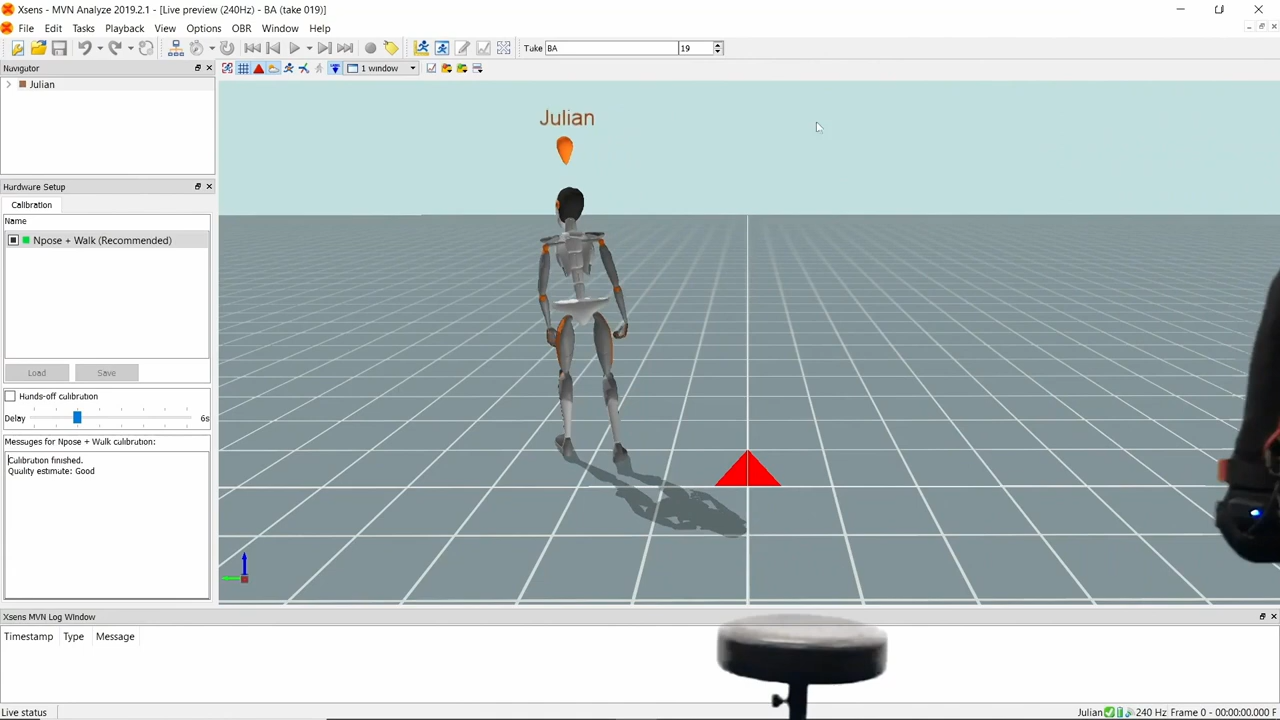 Xsens - MVN Analyze 2019.2.1 - [Live preview (240Hz) - BA (take 019)]
File Edit Tasks Playback View Options OBR Window Help
Take BA 19
Navigator
1 window
Julian
Julian
Hardware Setup
Calibration
Name
Npose + Walk (Recommended)
Load Save
Hands-off calibration
Delay 6s
Messages for Npose + Walk calibration:
Calibration finished.
Quality estimate: Good
Xsens MVN Log Window
Timestamp Type Message
Live status
Julian 240 Hz Frame 0 - 00:00:00.000 F